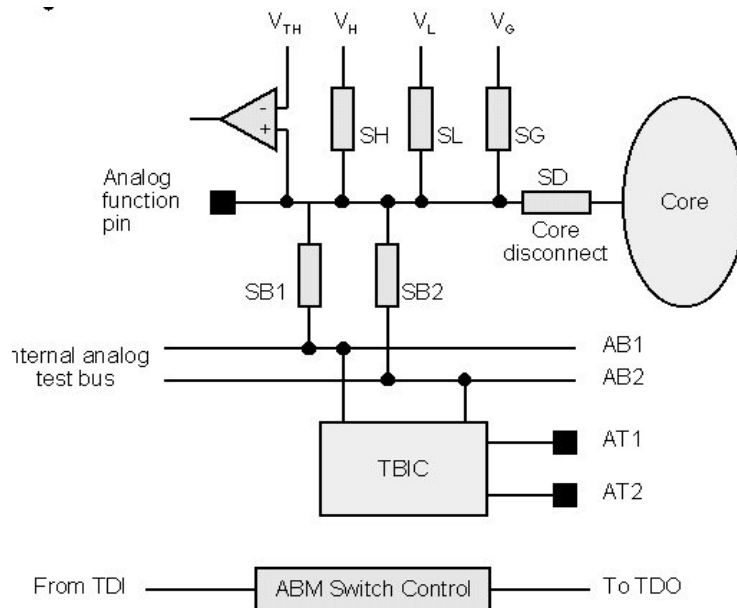 VTH
VH
VL
VG
-
+
SH
SL
SG
SD
Core
Analog
function
pin
Core
disconnect
SB1
SB2
nternal analog
test bus
AB1
AB2
TBIC
AT1
AT2
From TDI
ABM Switch Control
To TDO